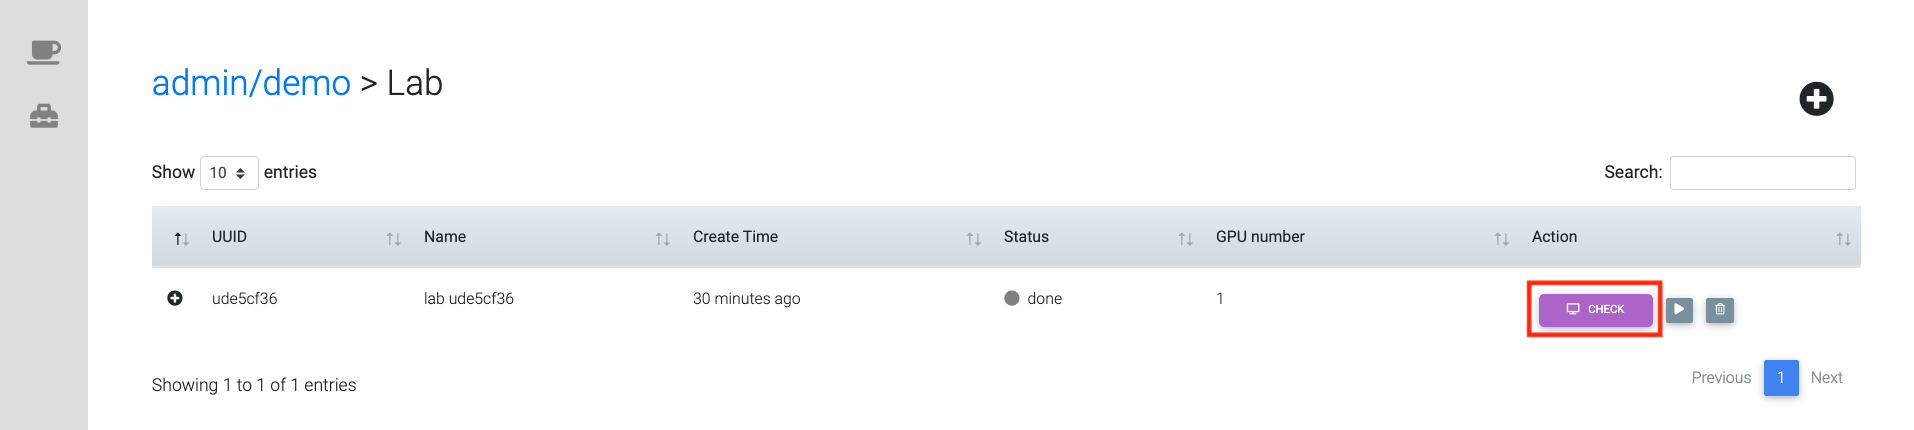 admin/demo > Lab
Show 10 entries
Search:
UUID Name Create Time Status GPU number Action
ude5cf36 lab ude5cf36 30 minutes ago done 1 CHECK
Showing 1 to 1 of 1 entries
Previous 1 Next